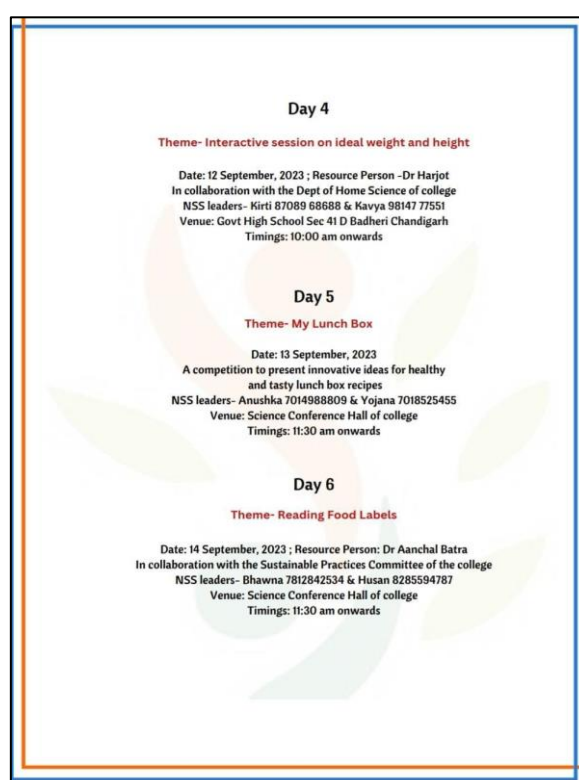 Day 4
Theme- Interactive session on ideal weight and height
Date: 12 September, 2023 ; Resource Person -Dr Harjot
In collaboration with the Dept of Home Science of college
NSS leaders- Kirti 87089 68688 & Kavya 98147 77551
Venue: Govt High School Sec 41 D Badheri Chandigarh
Timings: 10:00 am onwards
Day 5
Theme- My Lunch Box
Date: 13 September, 2023
A competition to present innovative ideas for healthy
and tasty lunch box recipes
NSS leaders- Anushka 7014988809 & Yojana 7018525455
Venue: Science Conference Hall of college
Timings: 11:30 am onwards
Day 6
Theme- Reading Food Labels
Date: 14 September, 2023 ; Resource Person: Dr Aanchal Batra
In collaboration with the Sustainable Practices Committee of the college
NSS leaders- Bhawna 7812842534 & Husan 8285594787
Venue: Science Conference Hall of college
Timings: 11:30 am onwards